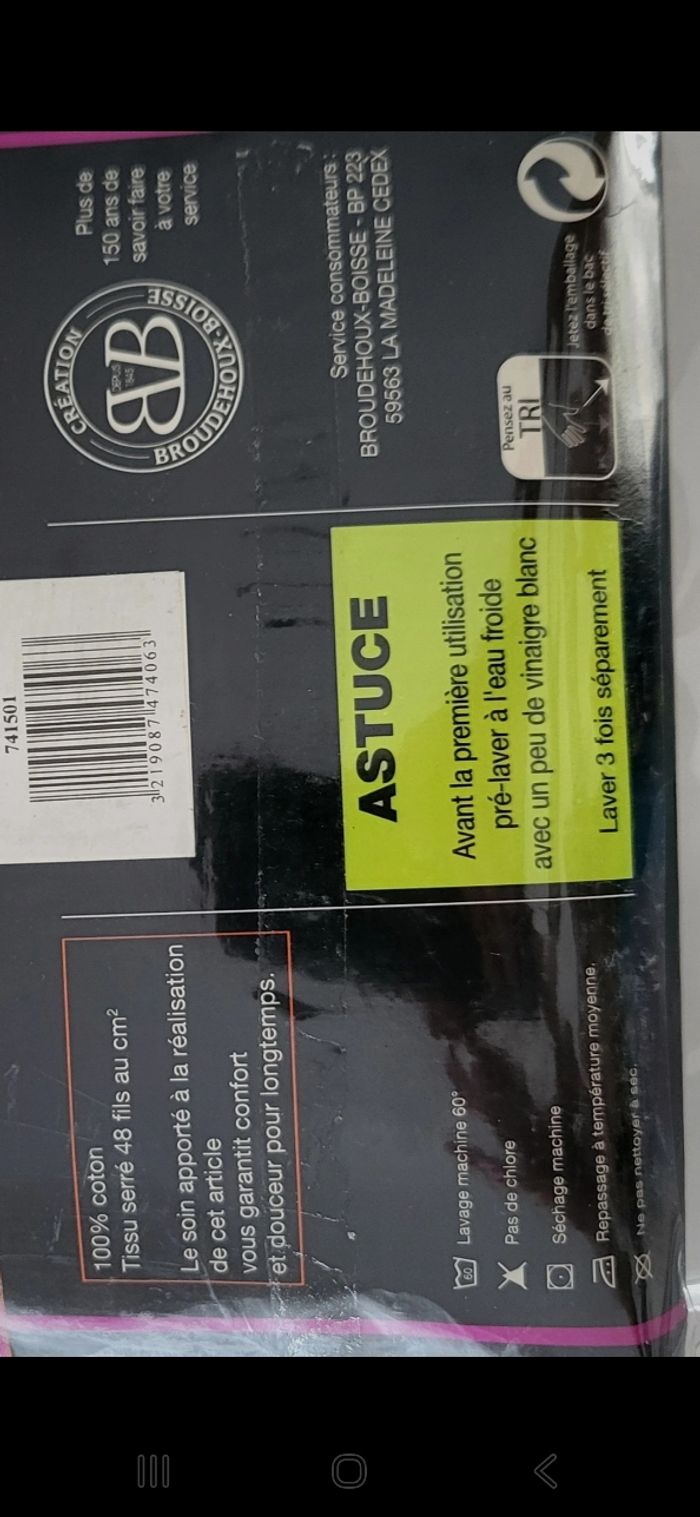 100% coton
Tissu serré 48 fils au cm²
Le soin apporté à la réalisation
de cet article
vous garantit confort
et douceur pour longtemps.
60
Lavage machine 60°
Pas de chlore
Séchage machine
Repassage à température moyenne.
Ne pas nettoyer à sec.
741501
3 219087 474063
ASTUCE
Avant la première utilisation
pré-laver à l'eau froide
avec un peu de vinaigre blanc
Laver 3 fois séparement
CRÉATION
BROUDEHOUX-BOISSE
BB
DEPUIS
1845
Plus de
150 ans de
savoir faire
à votre
service
Service consommateurs :
BROUDEHOUX-BOISSE - BP 223
59563 LA MADELEINE CEDEX
Pensez au
TRI
Jetez l'emballage
dans le bac